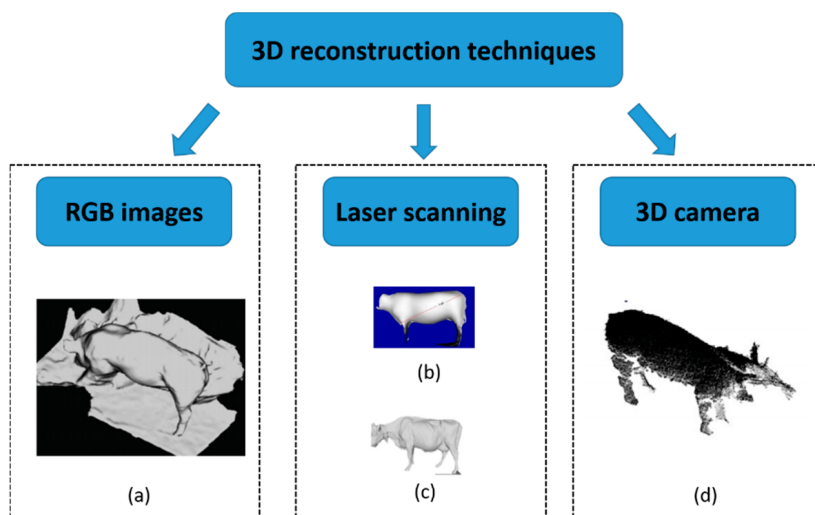 3D reconstruction techniques
RGB images
Laser scanning
3D camera
(b)
(a)
(c)
(d)